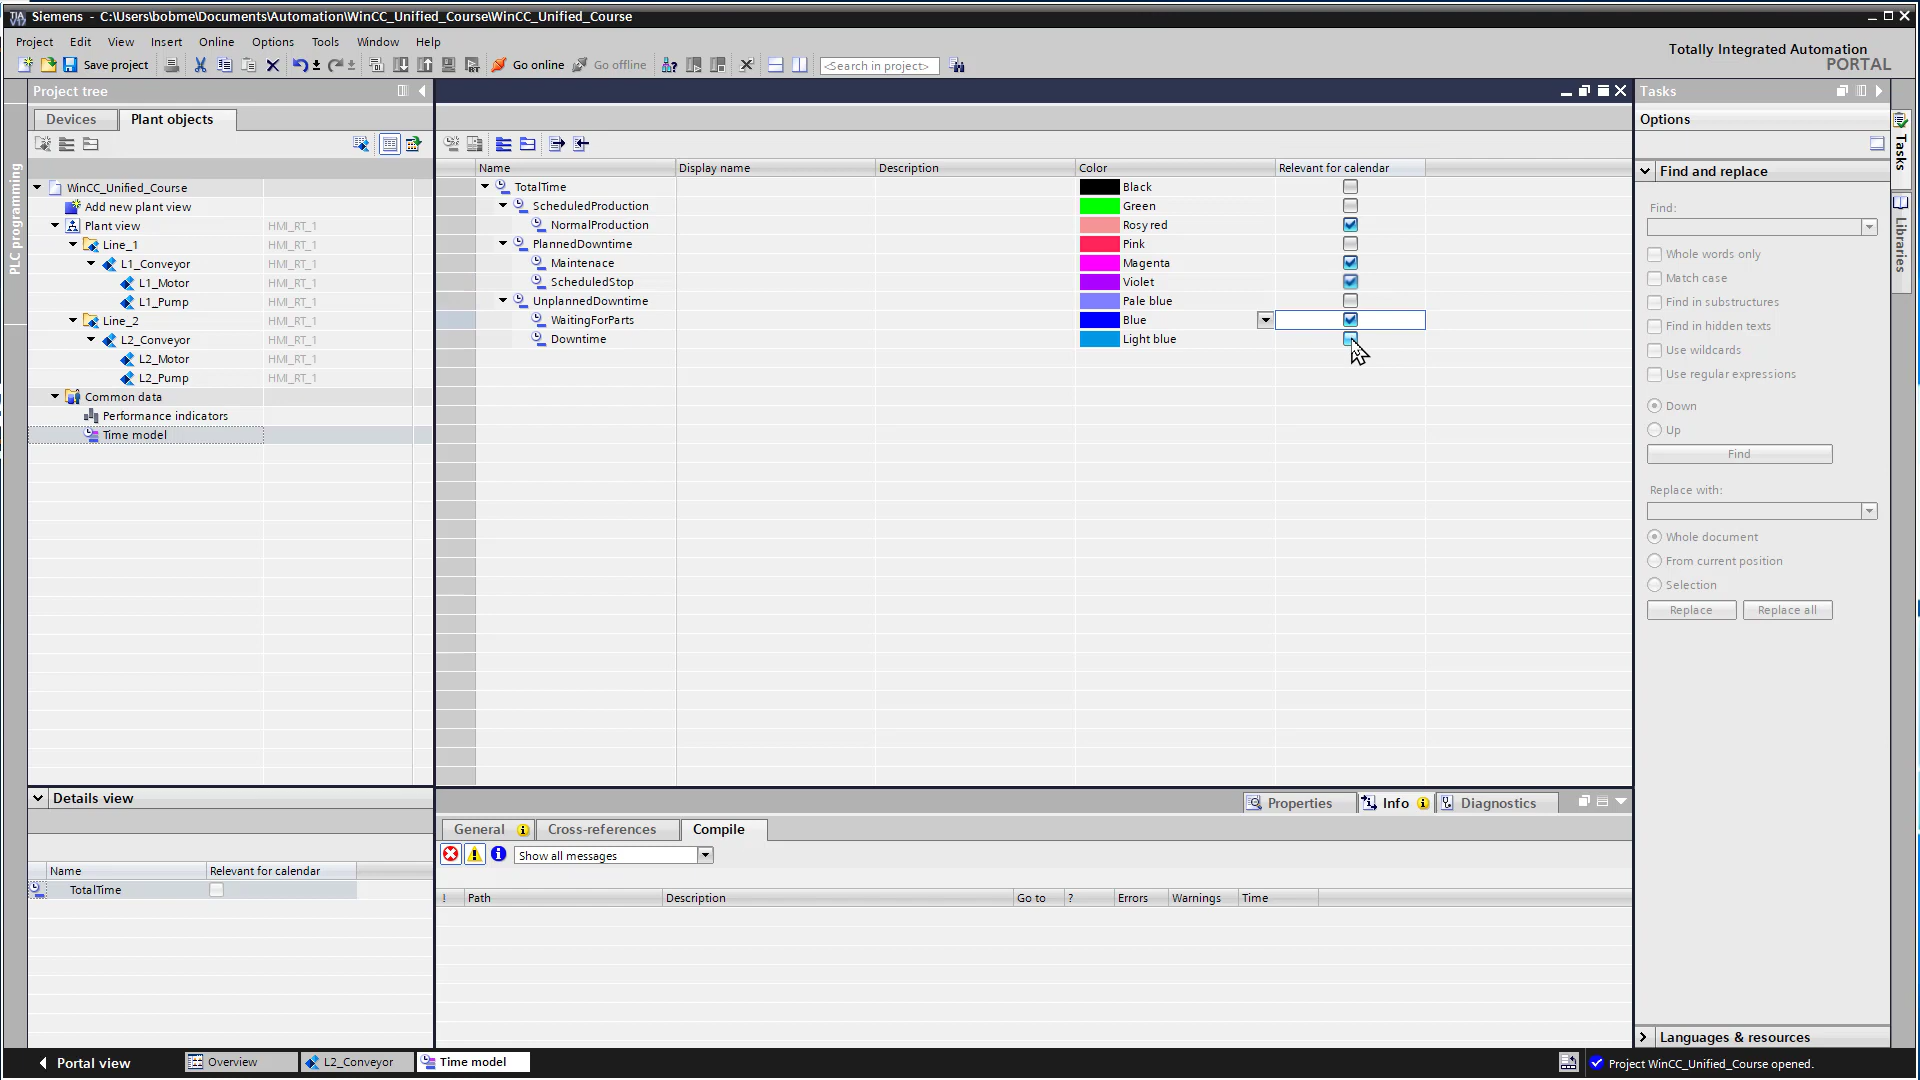 Siemens - C:\Users\bobme\Documents\Automation\WinCC_Unified_Course\WinCC_Unified_Course
Project Edit View Insert Online Options Tools Window Help
Totally Integrated Automation
PORTAL
Save project
Go online
Go offline
<Search in project>
Project tree
Devices
Plant objects
WinCC_Unified_Course
Add new plant view
Plant view HMI_RT_1
Line_1 HMI_RT_1
L1_Conveyor HMI_RT_1
L1_Motor HMI_RT_1
L1_Pump HMI_RT_1
Line_2 HMI_RT_1
L2_Conveyor HMI_RT_1
L2_Motor HMI_RT_1
L2_Pump HMI_RT_1
Common data
Performance indicators
Time model
PLC programming
Details view
Name Relevant for calendar
TotalTime
Name Display name Description Color Relevant for calendar
TotalTime Black
ScheduledProduction Green
NormalProduction Rosy red
PlannedDowntime Pink
Maintenace Magenta
ScheduledStop Violet
UnplannedDowntime Pale blue
WaitingForParts Blue
Downtime Light blue
Properties
Info
Diagnostics
General
Cross-references
Compile
Show all messages
! Path Description Go to ? Errors Warnings Time
Tasks
Options
Find and replace
Find:
Whole words only
Match case
Find in substructures
Find in hidden texts
Use wildcards
Use regular expressions
Down
Up
Find
Replace with:
Whole document
From current position
Selection
Replace
Replace all
Languages & resources
Tasks
Libraries
Portal view
Overview
L2_Conveyor
Time model
Project WinCC_Unified_Course opened.